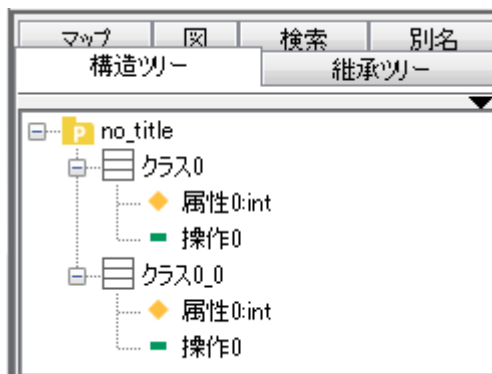 マップ 図 検索 別名
構造ツリー 継承ツリー
P no_title
クラス0
属性0:int
操作0
クラス0_0
属性0:int
操作0